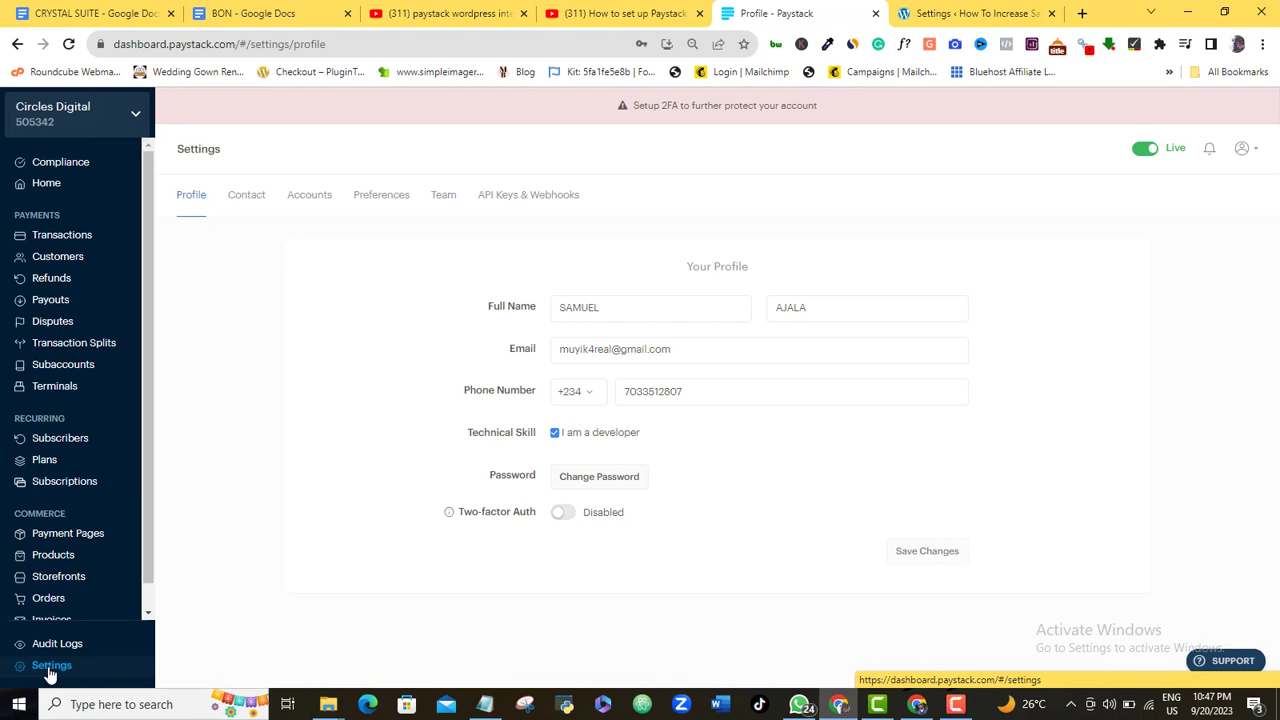 CRYSTAL SUITE - Google Docs
BON - Google Docs
(311) paystack wordpress inte
(311) How to set up Paystack
Profile - Paystack
Settings ‹ How To Increase Sa
dashboard.paystack.com/#/settings/profile
Roundcube Webma...
Wedding Gown Ren...
Checkout – Plugin1...
www.simpleimager...
Blog
Kit: 5fa1fe5e8b | Fo...
Login | Mailchimp
Campaigns | Mailch...
Bluehost Affiliate L...
»
All Bookmarks
Circles Digital
505342
Setup 2FA to further protect your account
Settings
Live
Profile
Contact
Accounts
Preferences
Team
API Keys & Webhooks
Compliance
Home
PAYMENTS
Transactions
Customers
Refunds
Payouts
Disputes
Transaction Splits
Subaccounts
Terminals
RECURRING
Subscribers
Plans
Subscriptions
COMMERCE
Payment Pages
Products
Storefronts
Orders
Invoices
Audit Logs
Settings
Your Profile
Full Name
SAMUEL
AJALA
Email
muyik4real@gmail.com
Phone Number
+234
7033512807
Technical Skill
I am a developer
Password
Change Password
Two-factor Auth
Disabled
Save Changes
Activate Windows
Go to Settings to activate Windows.
SUPPORT
https://dashboard.paystack.com/#/settings
Type here to search
24
26°C
ENG
10:47 PM
9/20/2023
3